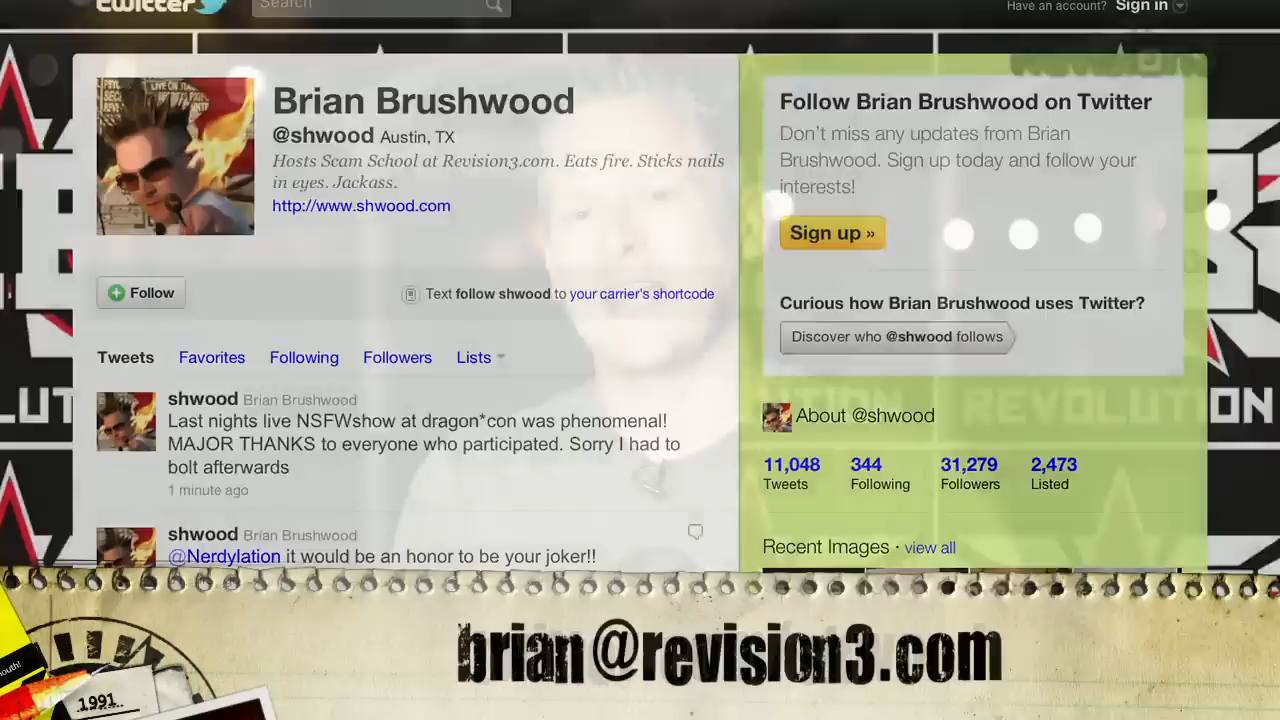 twitter
Search
Have an account? Sign in
Brian Brushwood
@shwood Austin, TX
Hosts Scam School at Revision3.com. Eats fire. Sticks nails
in eyes. Jackass.
http://www.shwood.com
Follow
Text follow shwood to your carrier's shortcode
Tweets Favorites Following Followers Lists
shwood Brian Brushwood
Last nights live NSFWshow at dragon*con was phenomenal!
MAJOR THANKS to everyone who participated. Sorry I had to
bolt afterwards
1 minute ago
shwood Brian Brushwood
@Nerdylation it would be an honor to be your joker!!
Follow Brian Brushwood on Twitter
Don't miss any updates from Brian
Brushwood. Sign up today and follow your
interests!
Sign up »
Curious how Brian Brushwood uses Twitter?
Discover who @shwood follows
About @shwood
11,048 344 31,279 2,473
Tweets Following Followers Listed
Recent Images · view all
REVOLUTION
brian@revision3.com
1991